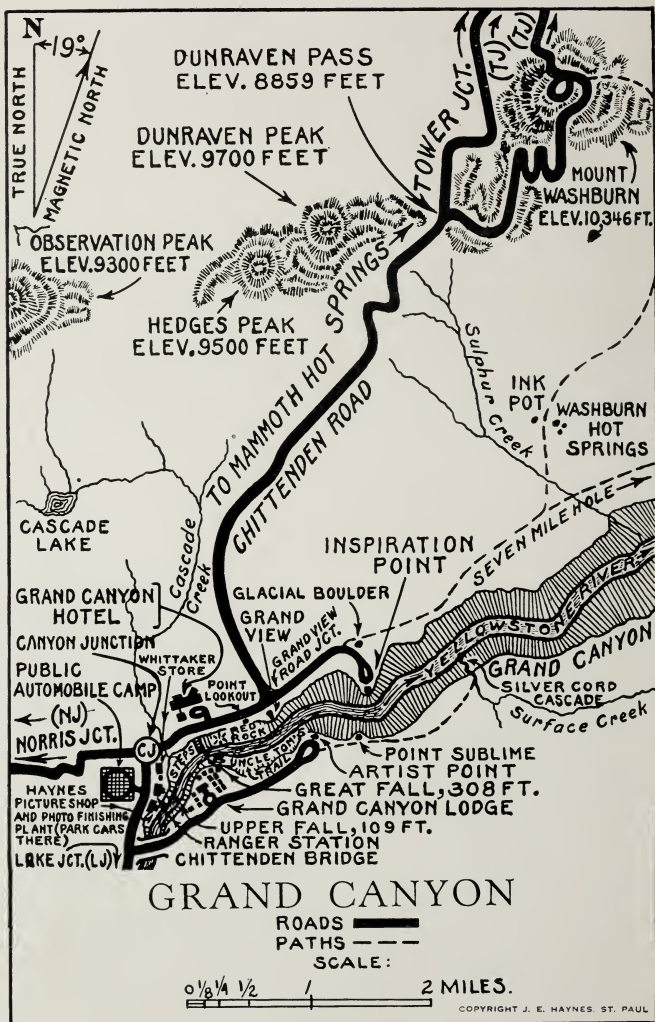 N
19°
TRUE NORTH
MAGNETIC NORTH
DUNRAVEN PASS
ELEV. 8859 FEET
DUNRAVEN PEAK
ELEV. 9700 FEET
TOWER JCT.
(TJ)
(TJ)
MOUNT
WASHBURN
ELEV. 10346 FT.
OBSERVATION PEAK
ELEV. 9300 FEET
HEDGES PEAK
ELEV. 9500 FEET
TO MAMMOTH HOT SPRINGS
CHITTENDEN ROAD
Sulphur Creek
INK
POT
WASHBURN
HOT
SPRINGS
CASCADE
LAKE
Cascade
Creek
SEVEN MILE HOLE
INSPIRATION
POINT
GRAND CANYON
HOTEL
GLACIAL BOULDER
GRAND
VIEW
GRAND VIEW
ROAD JCT.
YELLOWSTONE RIVER
CANYON JUNCTION
WHITTAKER
STORE
POINT
LOOKOUT
GRAND CANYON
SILVER CORD
CASCADE
Surface Creek
PUBLIC
AUTOMOBILE CAMP
(NJ)
NORRIS JCT.
CJ
STEPS
RED
ROCK
UNCLE TOM'S
TRAIL
POINT SUBLIME
ARTIST POINT
GREAT FALL, 308 FT.
GRAND CANYON LODGE
HAYNES
PICTURE SHOP
AND PHOTO FINISHING
PLANT (PARK CARS
THERE)
UPPER FALL, 109 FT.
RANGER STATION
LAKE JCT. (LJ)
CHITTENDEN BRIDGE
GRAND CANYON
ROADS
PATHS
SCALE:
0 1/8 1/4 1/2 1 2 MILES.
COPYRIGHT J. E. HAYNES. ST. PAUL